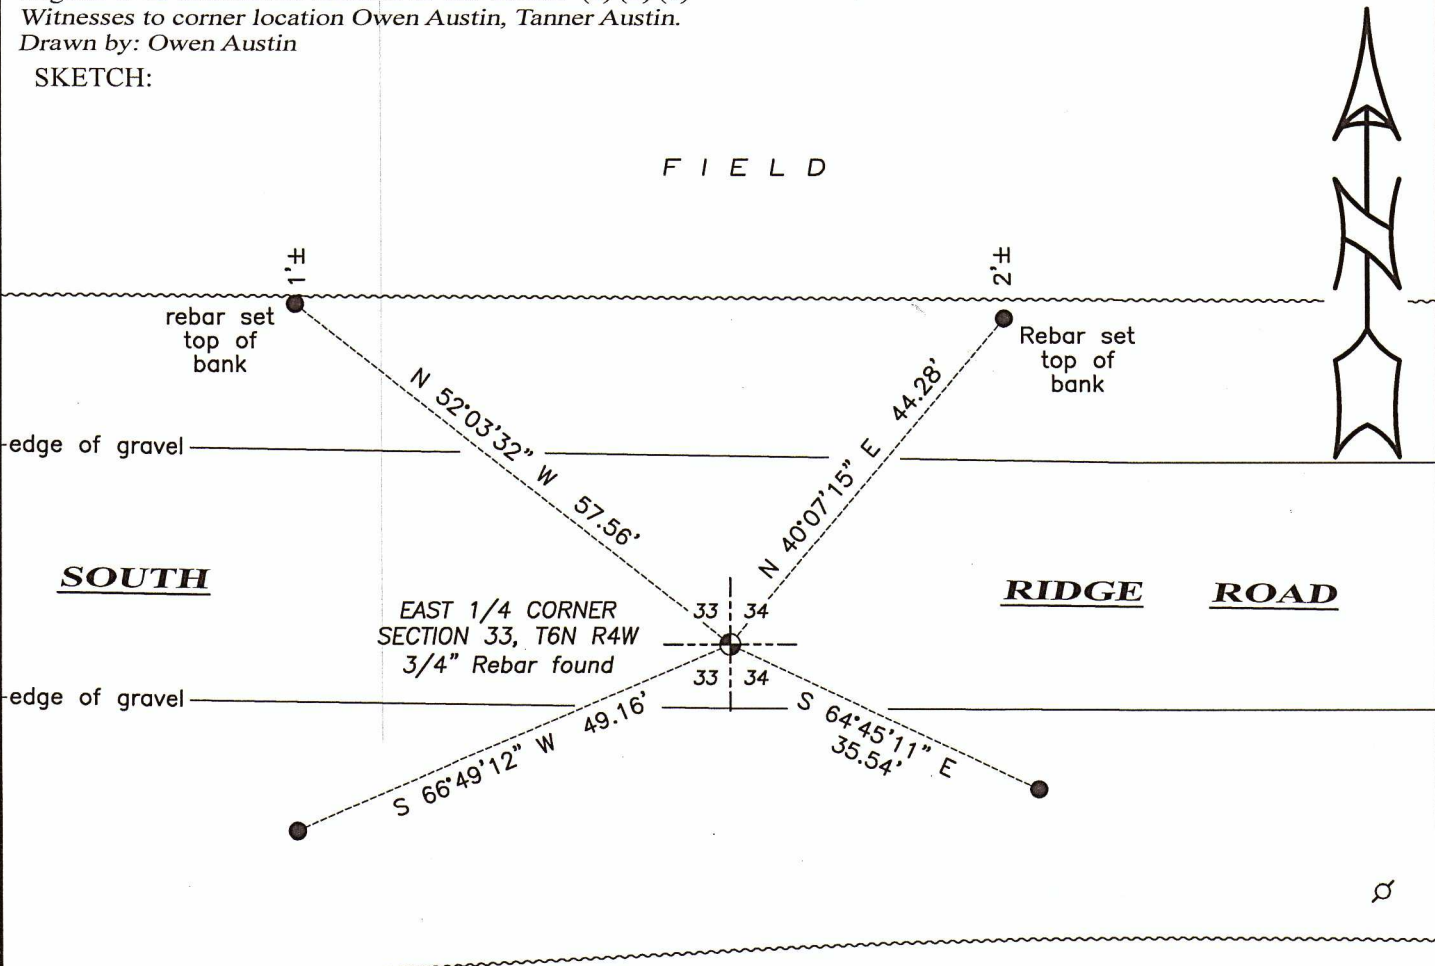 Witnesses to corner location Owen Austin, Tanner Austin.
Drawn by: Owen Austin
SKETCH:
F I E L D
1'±
2'±
rebar set
top of
bank
Rebar set
top of
bank
N 52°03'32" W 57.56'
N 40°07'15" E 44.28'
edge of gravel
SOUTH
RIDGE ROAD
EAST 1/4 CORNER
SECTION 33, T6N R4W
3/4" Rebar found
33 34
33 34
edge of gravel
S 66°49'12" W 49.16'
S 64°45'11" E
35.54'
N